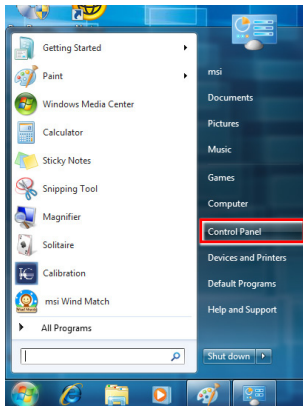 Getting Started
Paint
Windows Media Center
Calculator
Sticky Notes
Snipping Tool
Magnifier
Solitaire
Calibration
msi Wind Match
All Programs
msi
Documents
Pictures
Music
Games
Computer
Control Panel
Devices and Printers
Default Programs
Help and Support
Shut down